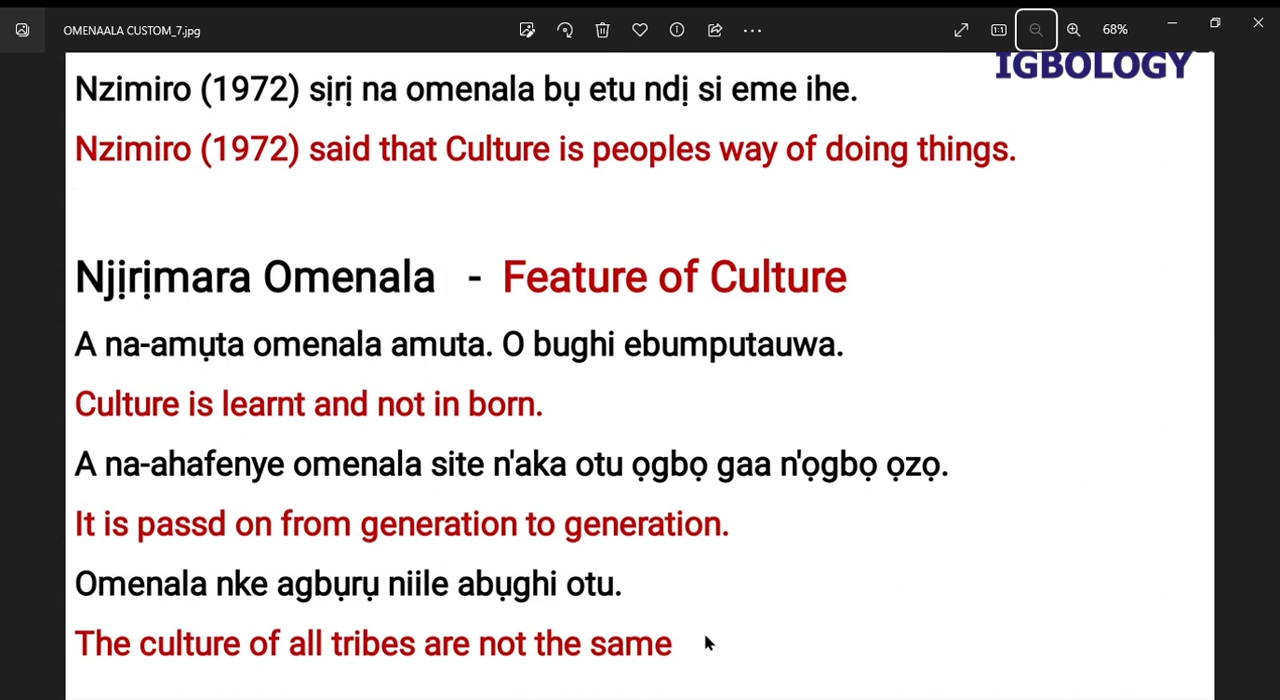 OMENAALA CUSTOM_7.jpg
68%
IGBOLOGY
Nzimiro (1972) sịrị na omenala bụ etu ndị si eme ihe.
Nzimiro (1972) said that Culture is peoples way of doing things.
Njịrịmara Omenala - Feature of Culture
A na-amụta omenala amuta. O bughi ebumputauwa.
Culture is learnt and not in born.
A na-ahafenye omenala site n'aka otu ọgbọ gaa n'ọgbọ ọzọ.
It is passd on from generation to generation.
Omenala nke agbụrụ niile abụghi otu.
The culture of all tribes are not the same